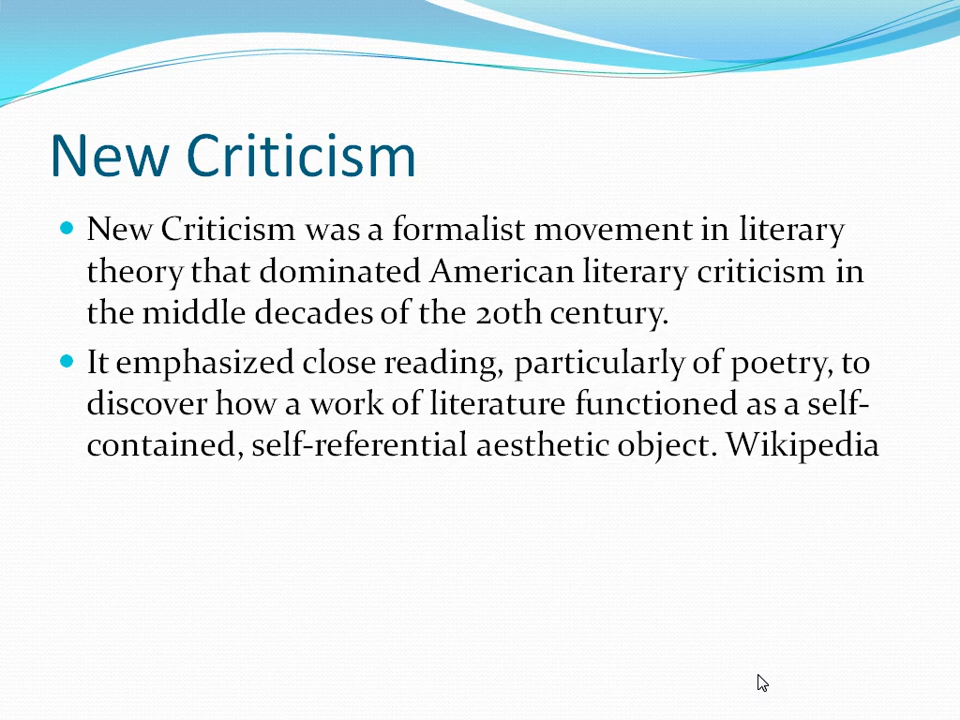 New Criticism
New Criticism was a formalist movement in literary
theory that dominated American literary criticism in
the middle decades of the 20th century.
It emphasized close reading, particularly of poetry, to
discover how a work of literature functioned as a self-
contained, self-referential aesthetic object. Wikipedia